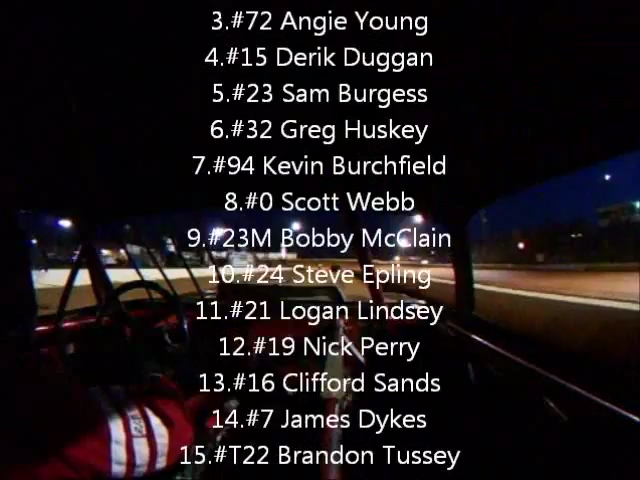 3.#72 Angie Young
4.#15 Derik Duggan
5.#23 Sam Burgess
6.#32 Greg Huskey
7.#94 Kevin Burchfield
8.#0 Scott Webb
9.#23M Bobby McClain
10.#24 Steve Epling
11.#21 Logan Lindsey
12.#19 Nick Perry
13.#16 Clifford Sands
14.#7 James Dykes
15.#T22 Brandon Tussey